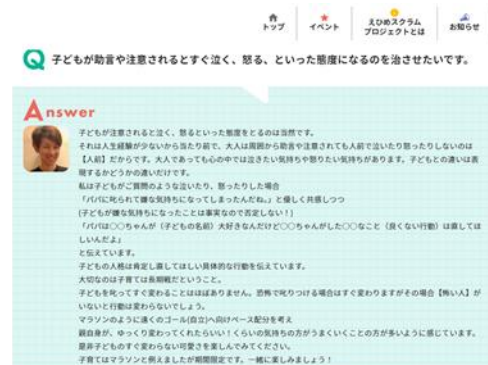 トップ
イベント
えひめスクラム
プロジェクトとは
お知らせ
Q 子どもが助言や注意されるとすぐ泣く、怒る、といった態度になるのを治させたいです。
Answer
子どもが注意されると泣く、怒るといった態度をとるのは当然です。
それは人生経験が少ないから当たり前で、大人は周囲から助言や注意されても人前で泣いたり怒ったりしないのは
【人前】だからです。大人であっても心の中では泣きたい気持ちや怒りたい気持ちがあります。子どもとの違いは表
現するかどうかの違いだけです。
私は子どもがご質問のような泣いたり、怒ったりした場合
「パパに叱られて嫌な気持ちになってしまったんだね。」と優しく共感しつつ
(子どもが嫌な気持ちになったことは事実なので否定しない！)
「パパは〇〇ちゃんが（子どもの名前）大好きなんだけど〇〇ちゃんがした〇〇なこと（良くない行動）は直してほ
しいんだよ」
と伝えています。
子どもの人格は肯定し直してほしい具体的な行動を伝えています。
大切なのは子育ては長期戦だということ。
子どもを叱ってすぐ変わることはほぼありません。恐怖で叱りつける場合はすぐ変わりますがその場合【怖い人】が
いないと行動は変わらないでしょう。
マラソンのように遠くのゴール(自立)へ向けペース配分を考え
親自身が、ゆっくり変わってくれたらいい！くらいの気持ちの方がうまくいくことの方が多いように感じています。
是非子どものすぐ変わらない可愛さを楽しんでみてください。
子育てはマラソンと例えましたが期間限定です。一緒に楽しみましょう！